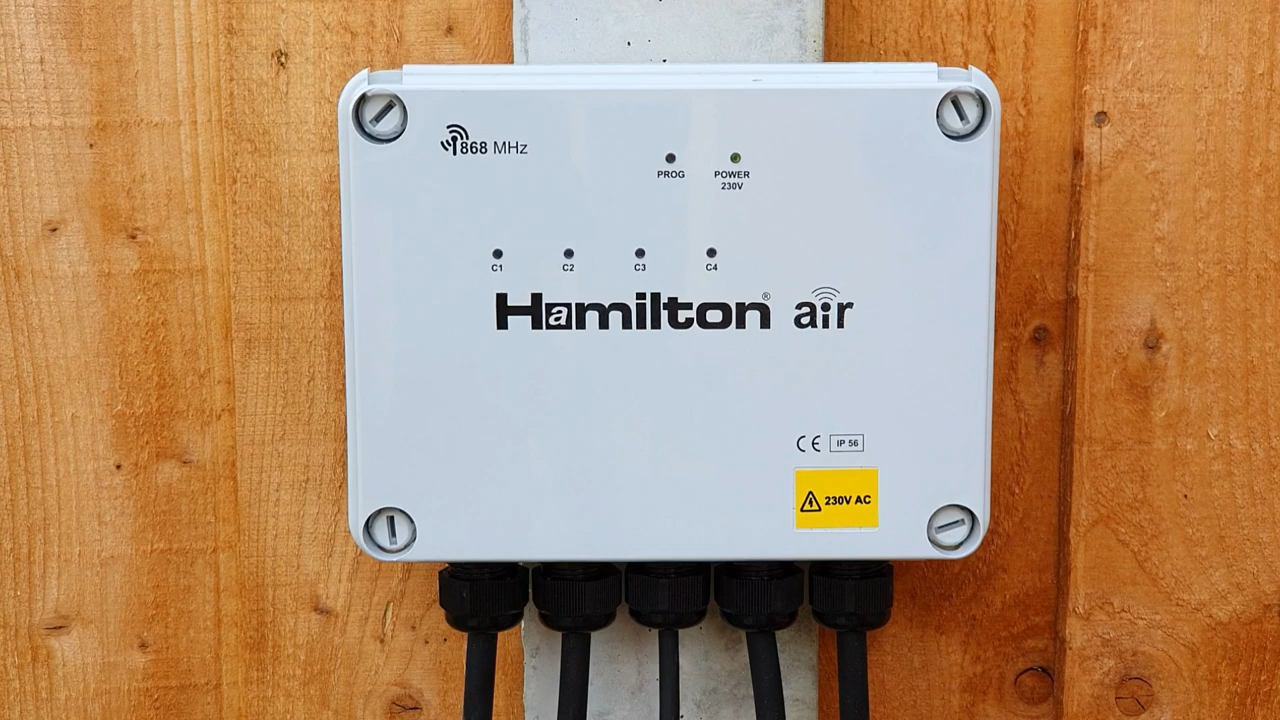 868 MHz
PROG
POWER
230V
C1
C2
C3
C4
Hamilton® air
CE
IP 56
230V AC